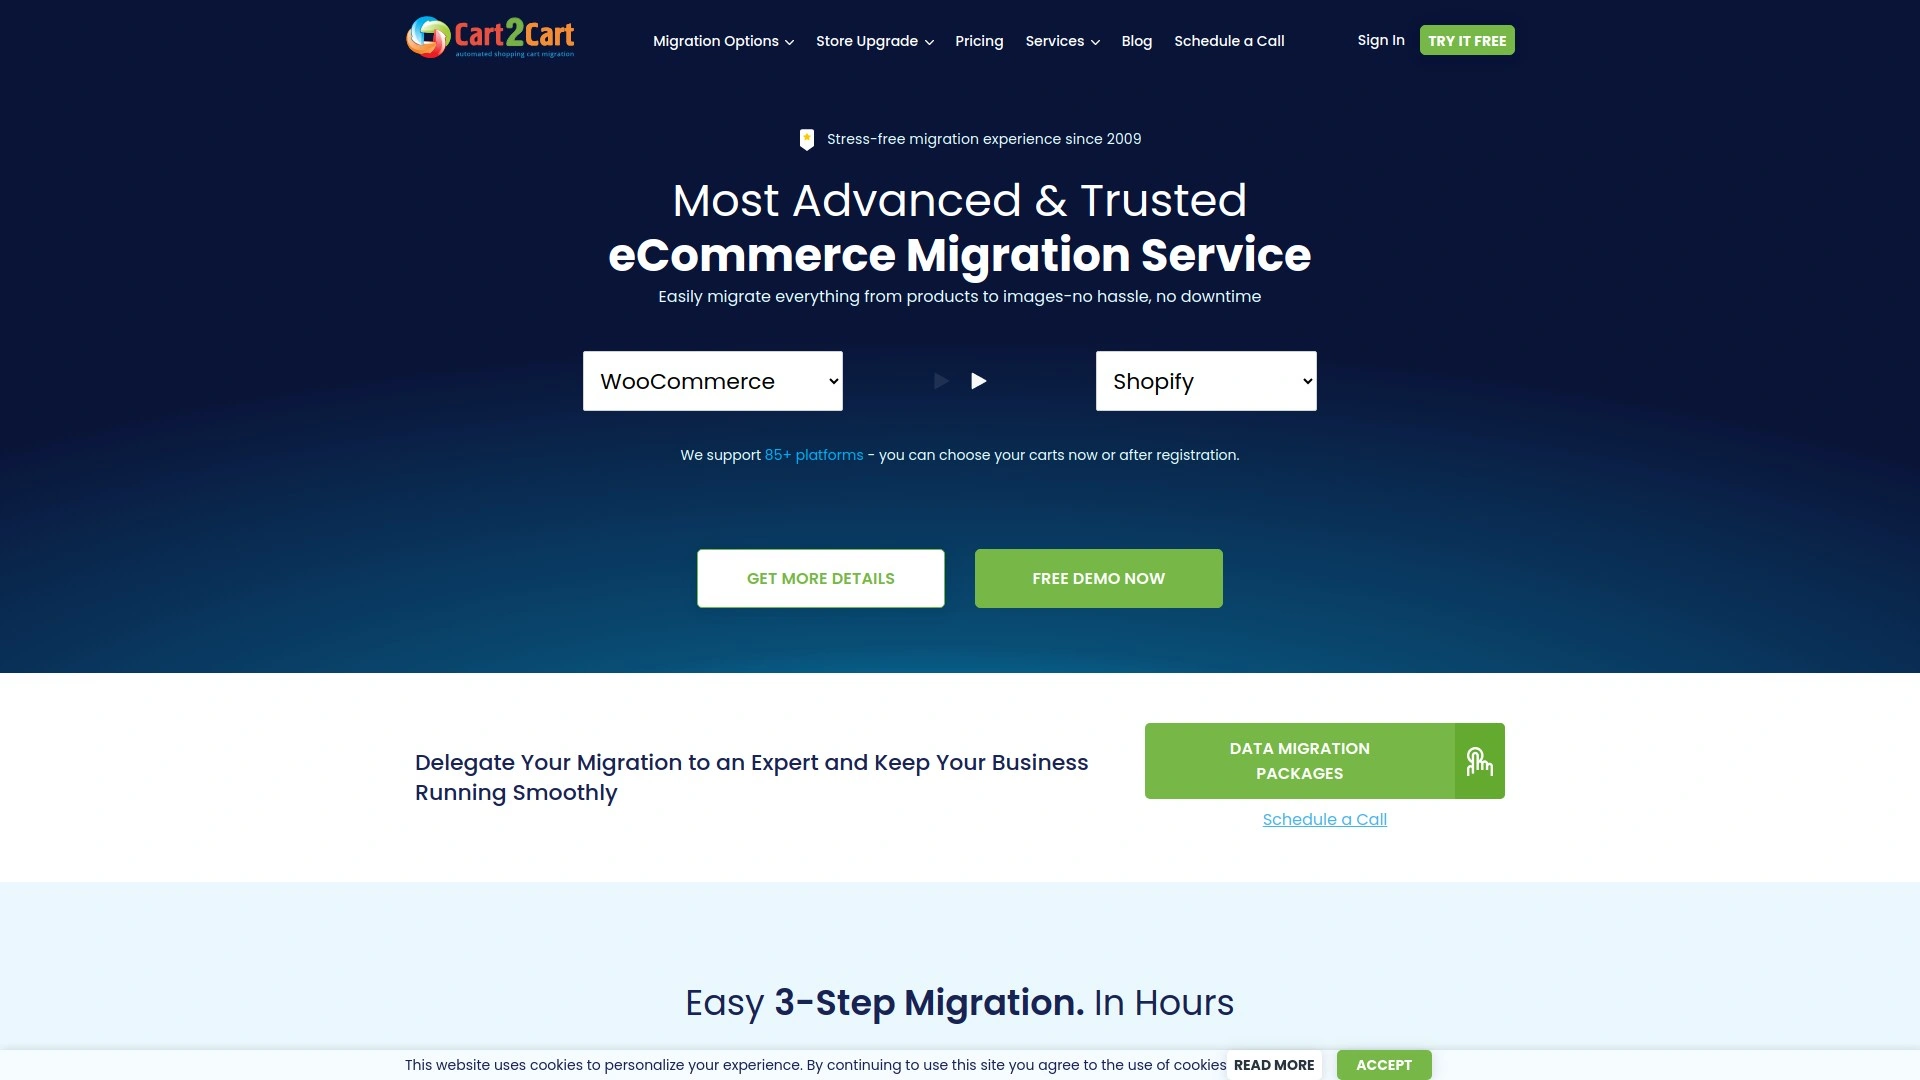 Cart2Cart
automated shopping cart migration
Migration Options
Store Upgrade
Pricing
Services
Blog
Schedule a Call
Sign In
TRY IT FREE
Stress-free migration experience since 2009
Most Advanced & Trusted
eCommerce Migration Service
Easily migrate everything from products to images-no hassle, no downtime
WooCommerce
Shopify
We support 85+ platforms - you can choose your carts now or after registration.
GET MORE DETAILS
FREE DEMO NOW
Delegate Your Migration to an Expert and Keep Your Business
Running Smoothly
DATA MIGRATION
PACKAGES
Schedule a Call
Easy 3-Step Migration. In Hours
This website uses cookies to personalize your experience. By continuing to use this site you agree to the use of cookies
READ MORE
ACCEPT